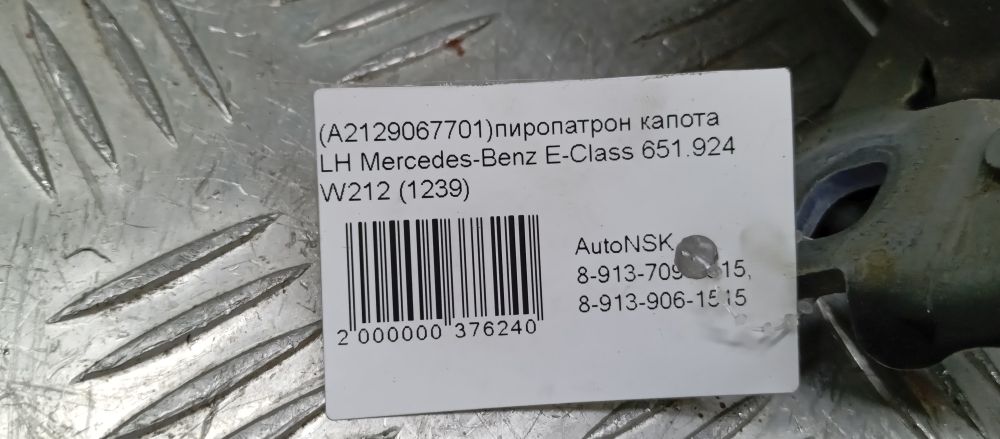 (A2129067701)пиропатрон капота
LH Mercedes-Benz E-Class 651.924
W212 (1239)
AutoNSK
8-913-906-1515
2 000000 376240